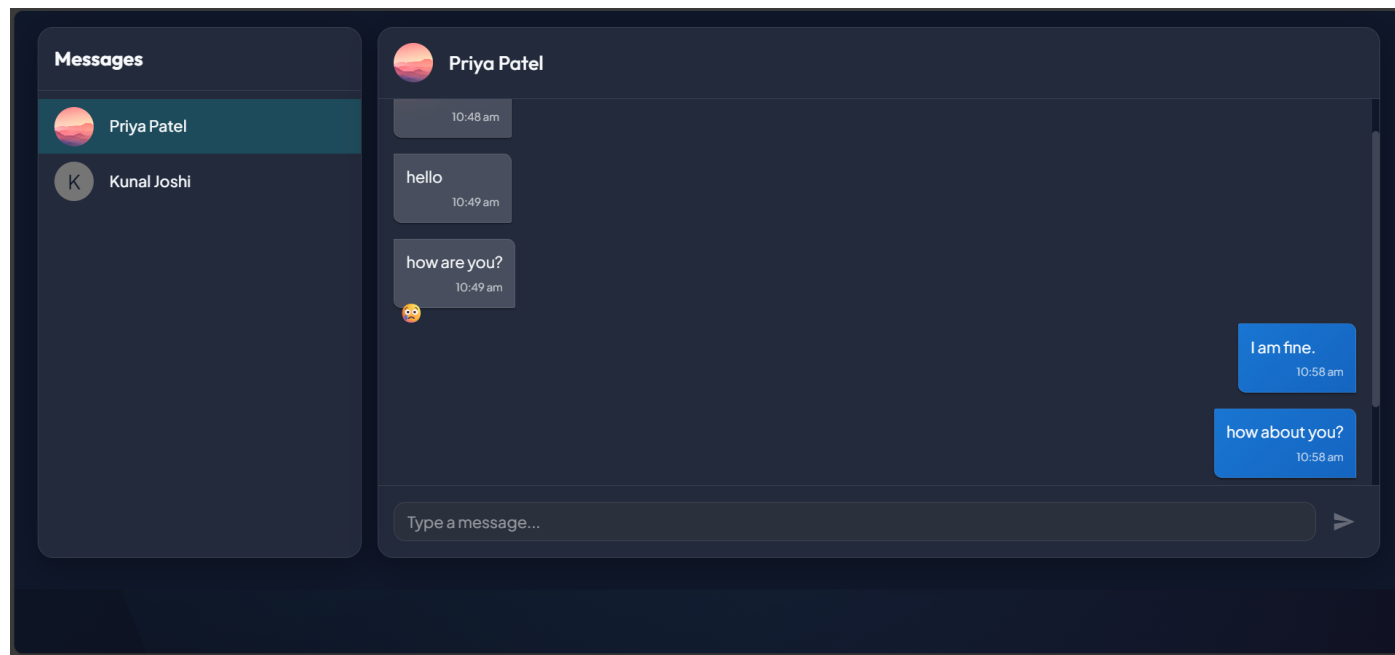 Messages
Priya Patel
K
Kunal Joshi
Priya Patel
10:48 am
hello
10:49 am
how are you?
10:49 am
I am fine.
10:58 am
how about you?
10:58 am
Type a message...